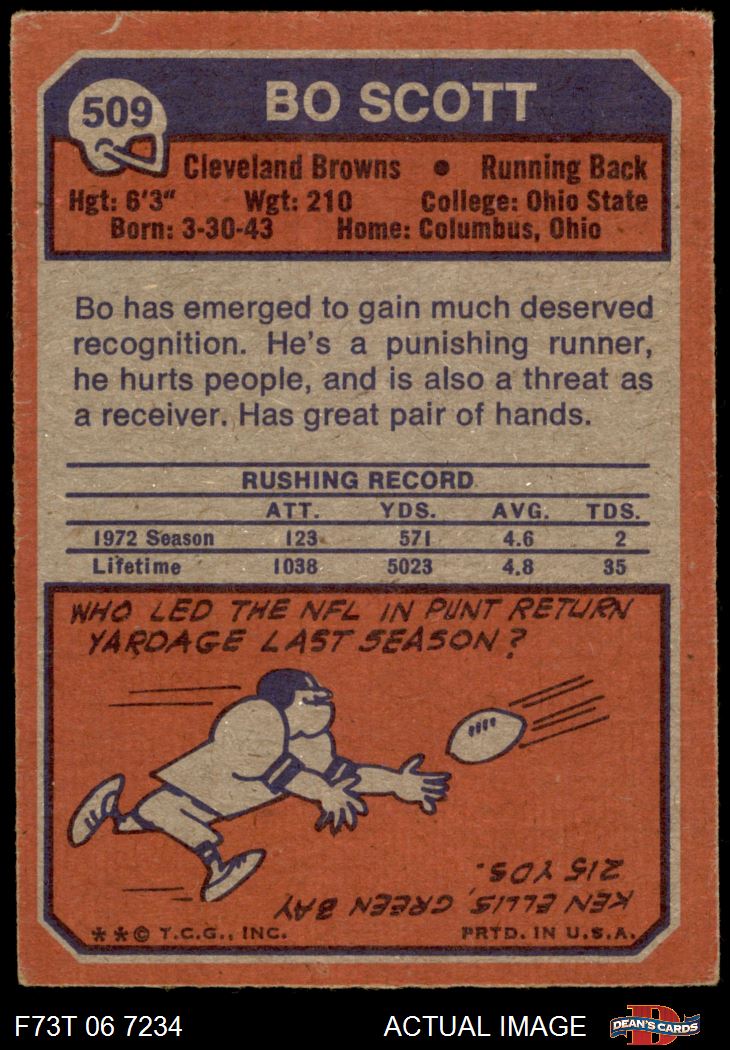 509
BO SCOTT
Cleveland Browns • Running Back
Hgt: 6'3" Wgt: 210 College: Ohio State
Born: 3-30-43 Home: Columbus, Ohio
Bo has emerged to gain much deserved
recognition. He's a punishing runner,
he hurts people, and is also a threat as
a receiver. Has great pair of hands.
RUSHING RECORD
ATT. YDS. AVG. TDS.
1972 Season 123 571 4.6 2
Lifetime 1038 5023 4.8 35
WHO LED THE NFL IN PUNT RETURN
YARDAGE LAST SEASON?
KEN ELLIS, GREEN BAY
215 YDS.
**© T.C.G., INC. PRTD. IN U.S.A.
F73T 06 7234 ACTUAL IMAGE
D
DEAN'S CARDS